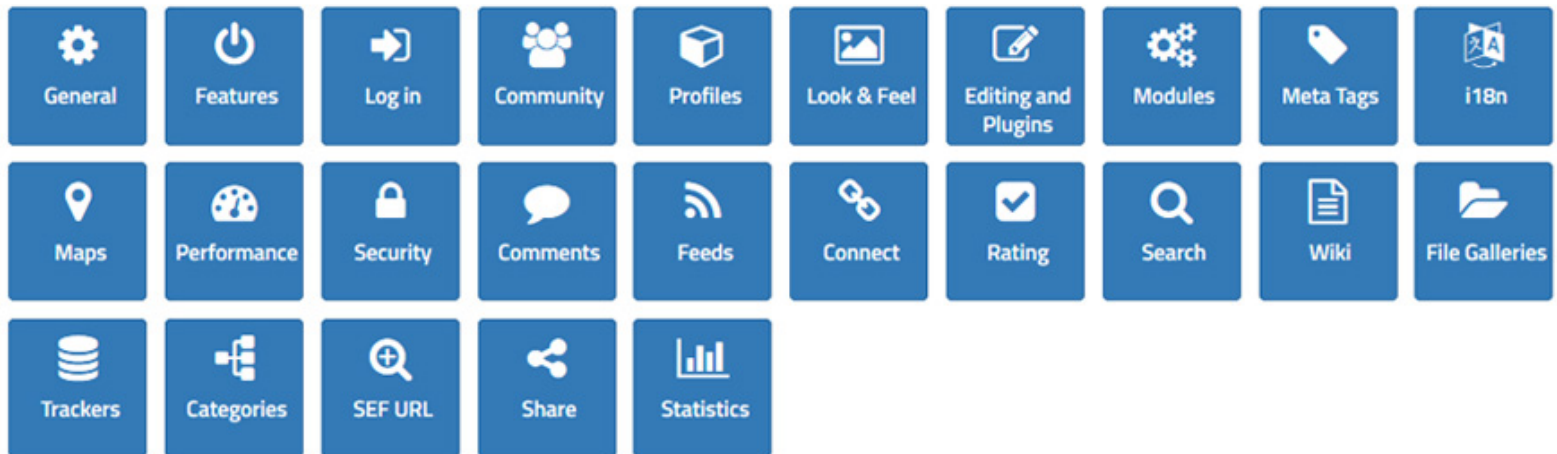 General
Features
Log in
Community
Profiles
Look & Feel
Editing and
Plugins
Modules
Meta Tags
i18n
Maps
Performance
Security
Comments
Feeds
Connect
Rating
Search
Wiki
File Galleries
Trackers
Categories
SEF URL
Share
Statistics